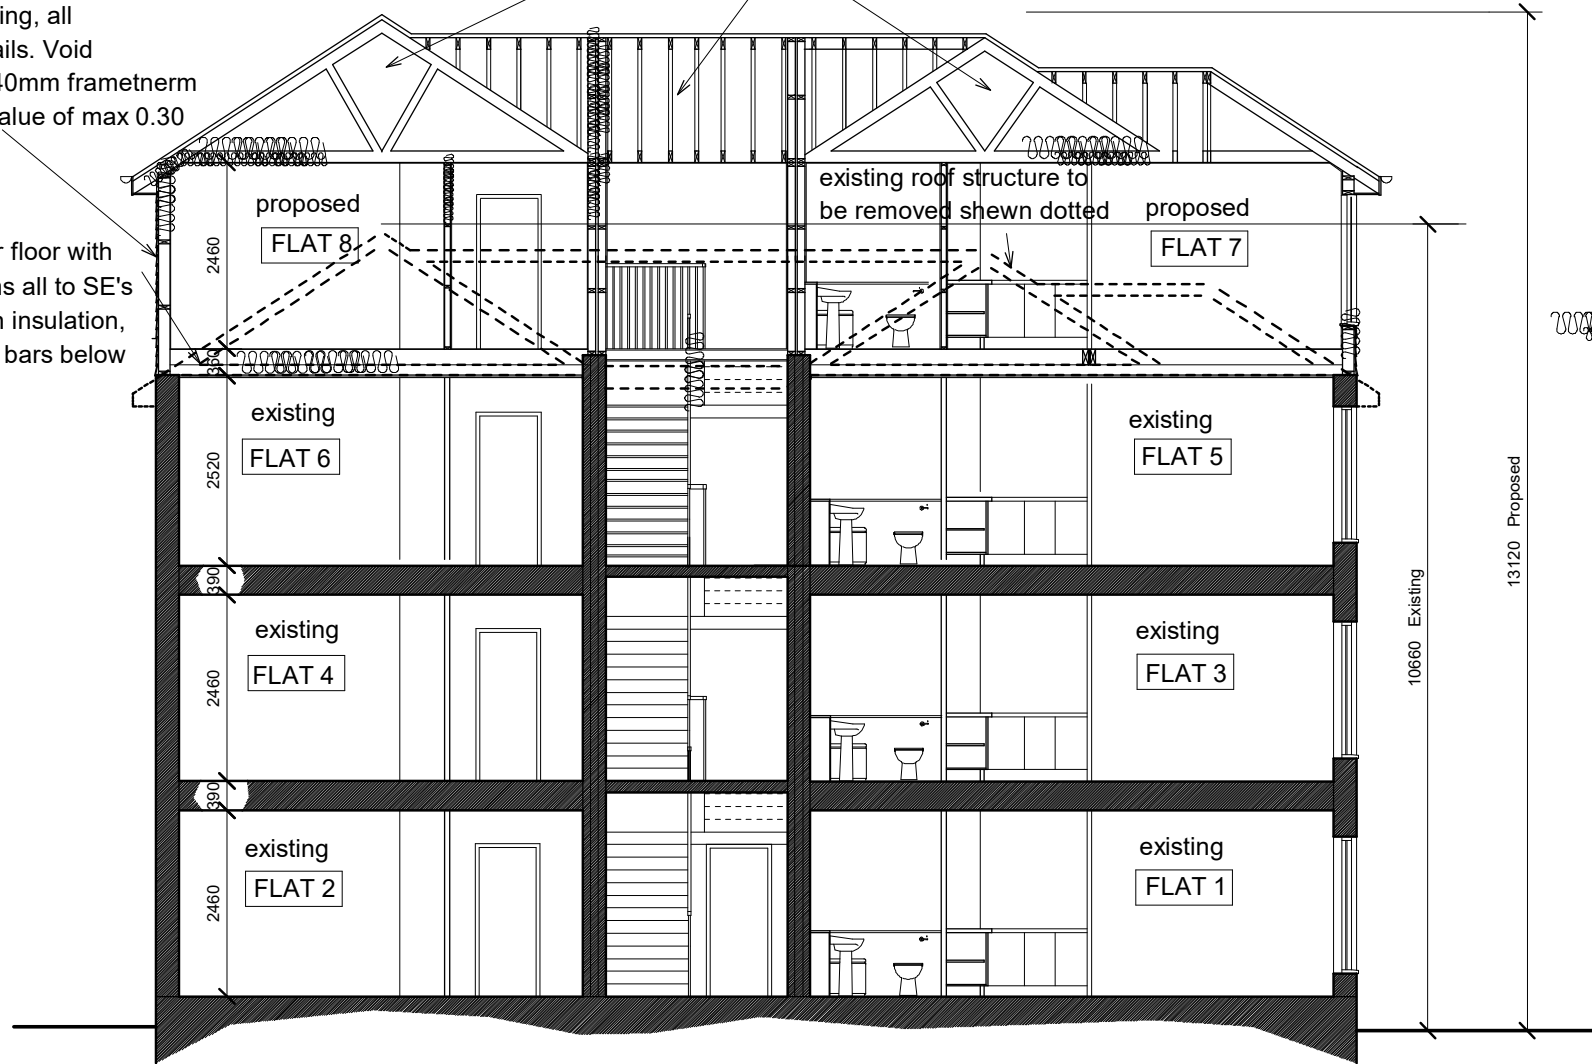 ing, all
ails. Void
40mm frametnerm
value of max 0.30
floor with
all to SE's
insulation,
bars below
proposed
FLAT 8
existing roof structure to
be removed shewn dotted
proposed
FLAT 7
2460
360
existing
FLAT 6
existing
FLAT 5
2520
390
existing
FLAT 4
existing
FLAT 3
2460
390
existing
FLAT 2
existing
FLAT 1
2460
10660 Existing
13120 Proposed